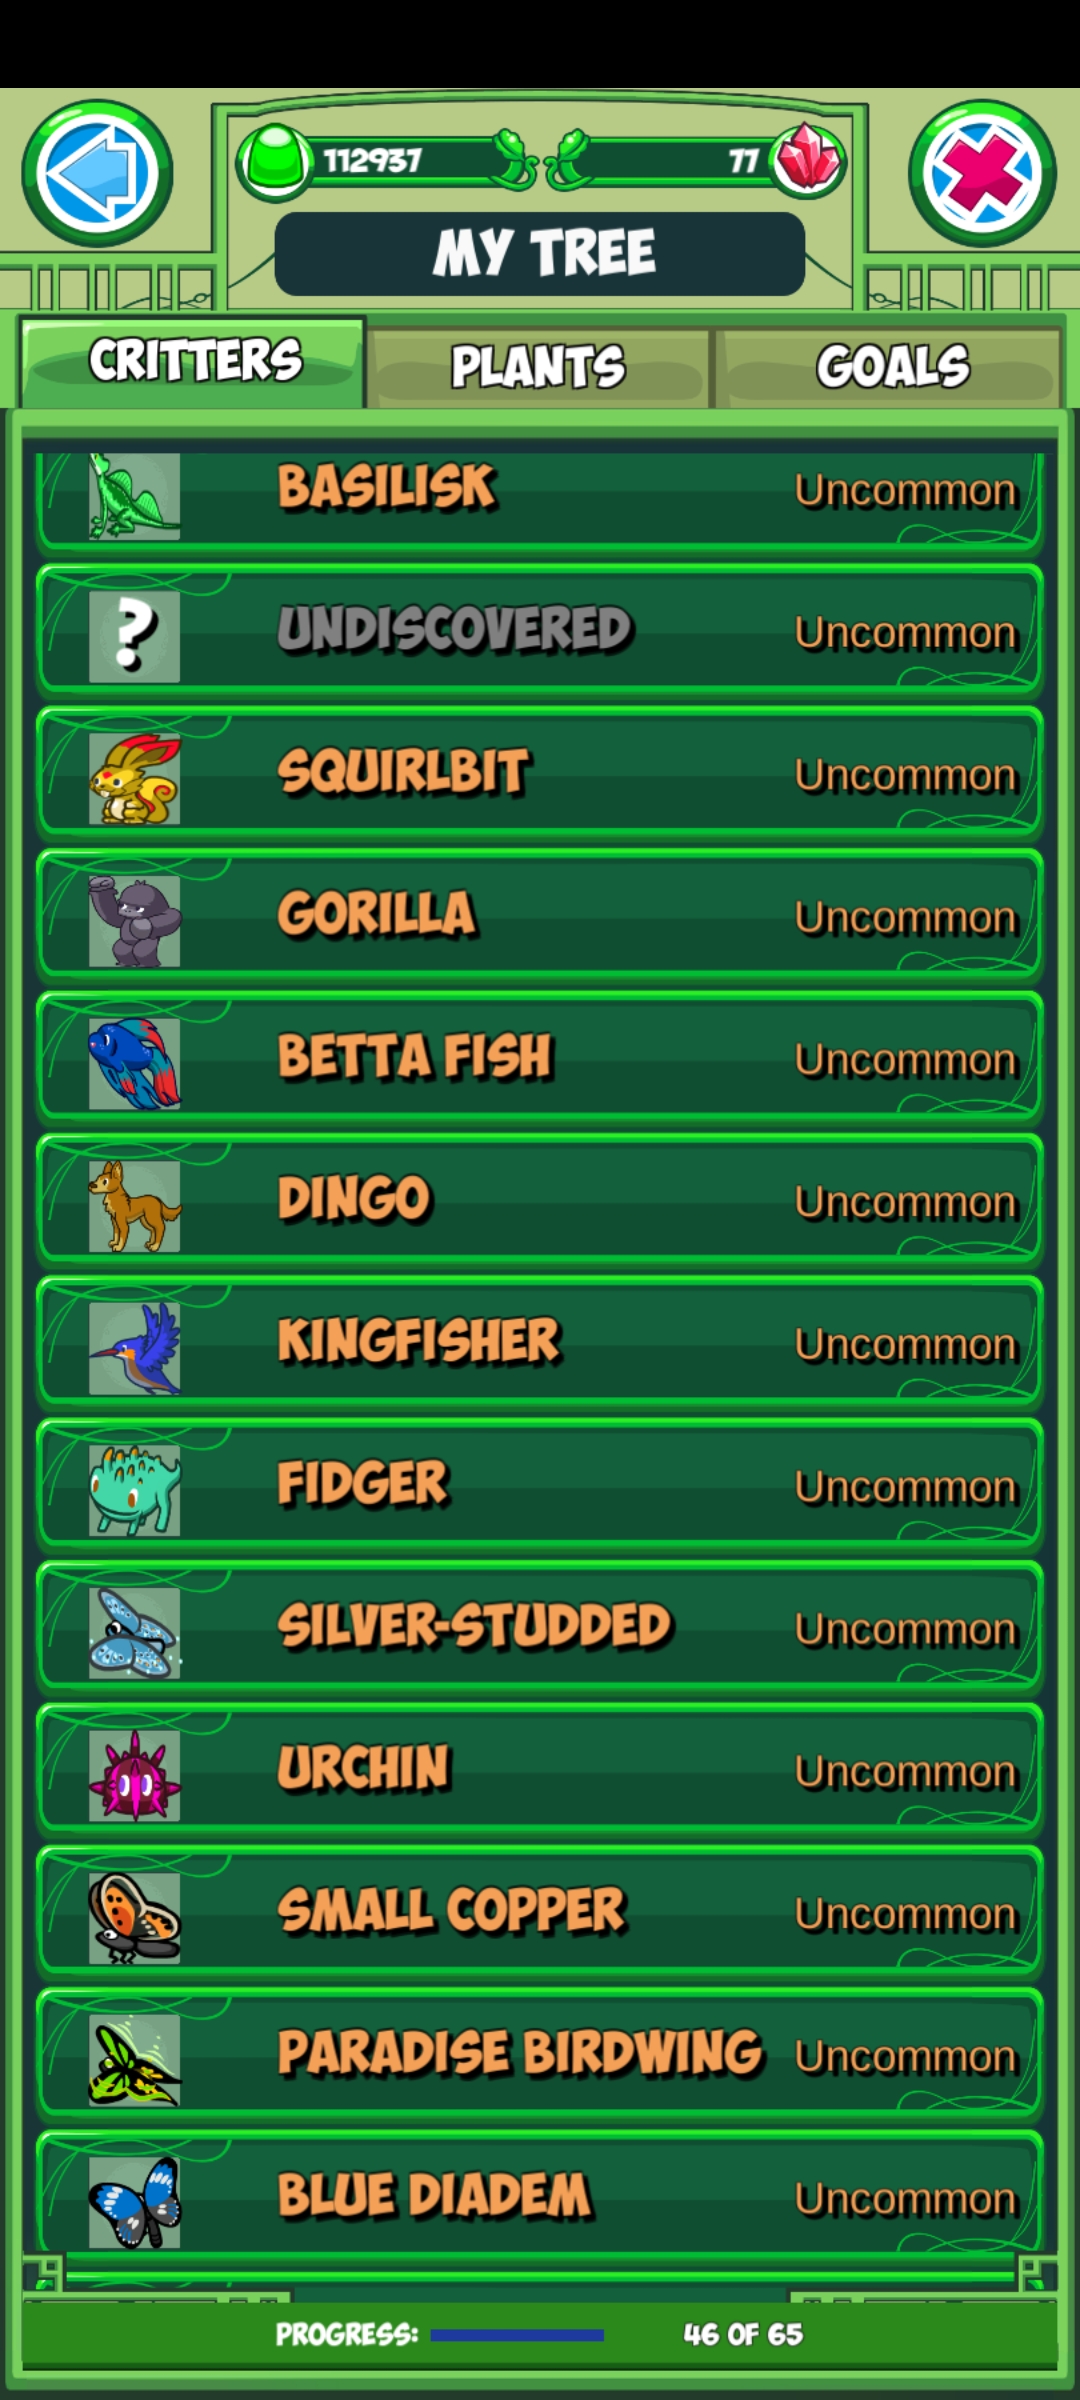 112937
77
MY TREE
CRITTERS PLANTS GOALS
BASILISK Uncommon
?
UNDISCOVERED Uncommon
SQUIRLBIT Uncommon
GORILLA Uncommon
BETTA FISH Uncommon
DINGO Uncommon
KINGFISHER Uncommon
FIDGER Uncommon
SILVER-STUDDED Uncommon
URCHIN Uncommon
SMALL COPPER Uncommon
PARADISE BIRDWING Uncommon
BLUE DIADEM Uncommon
PROGRESS: 46 OF 65